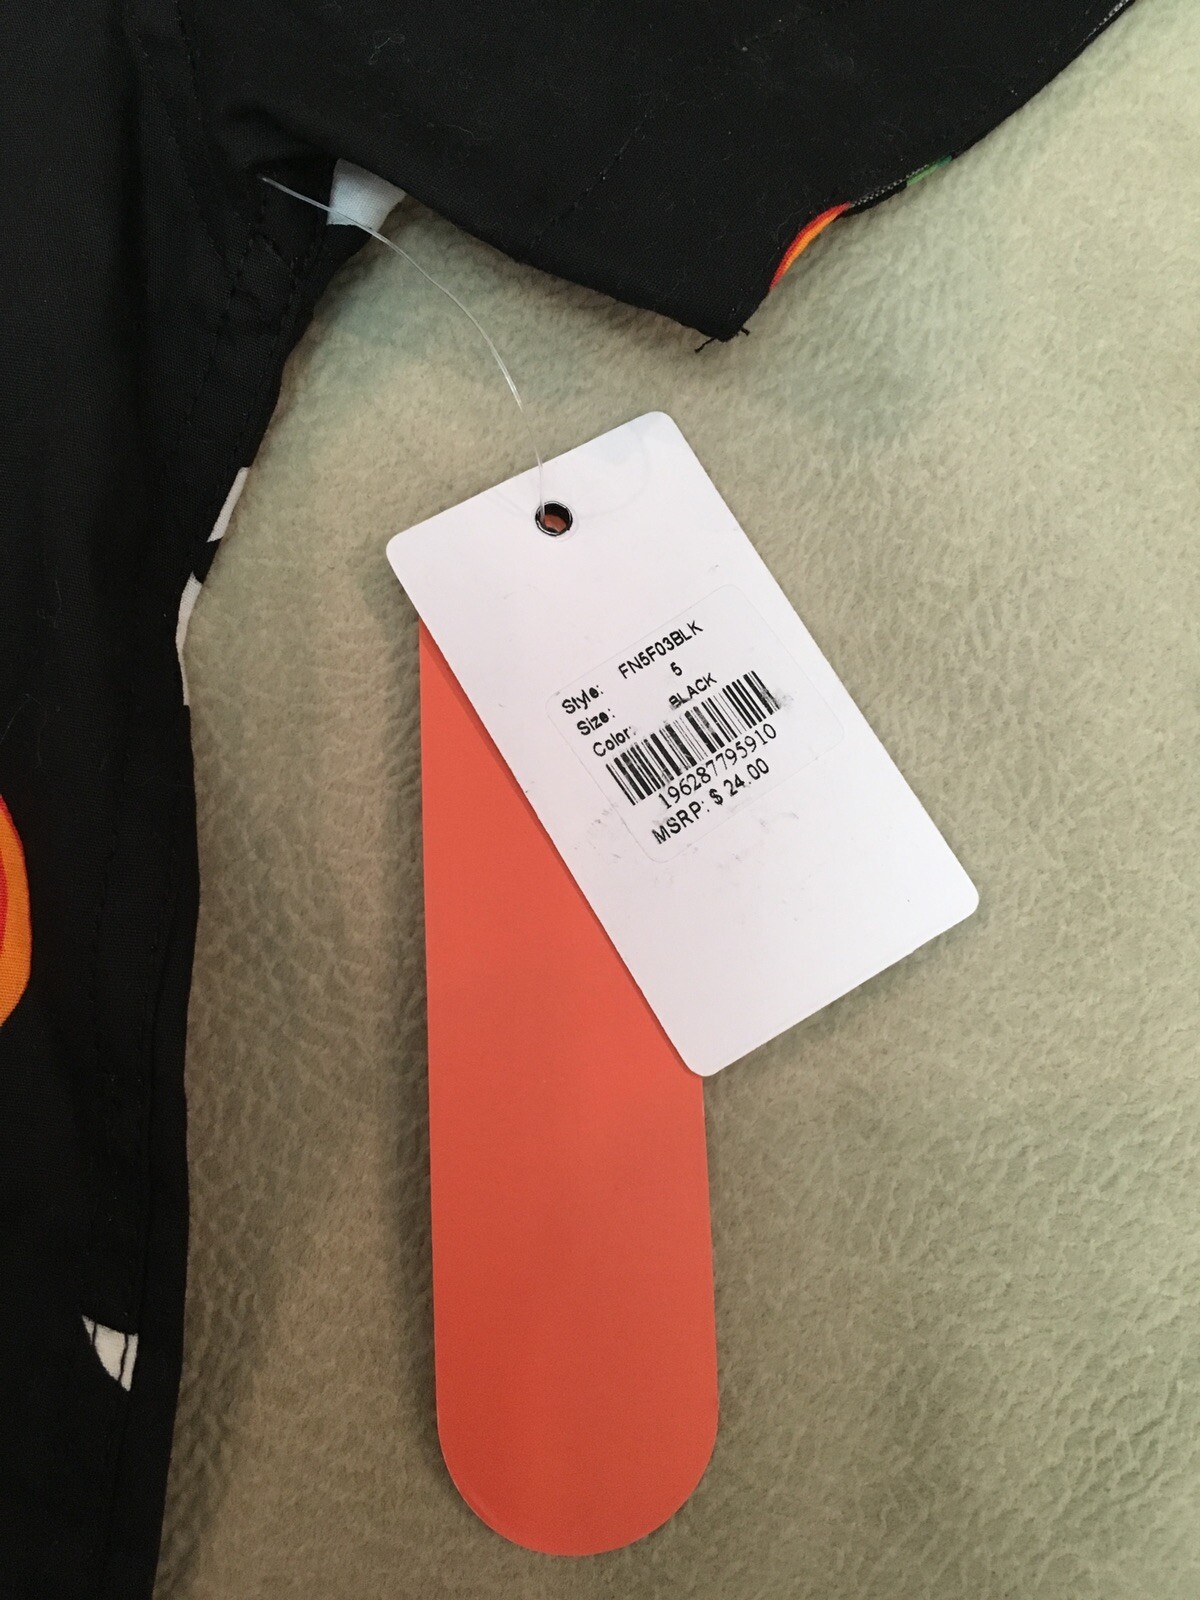 Style: FN5F03BLK
Size: 5
Color: BLACK
196287795910
MSRP: $ 24.00